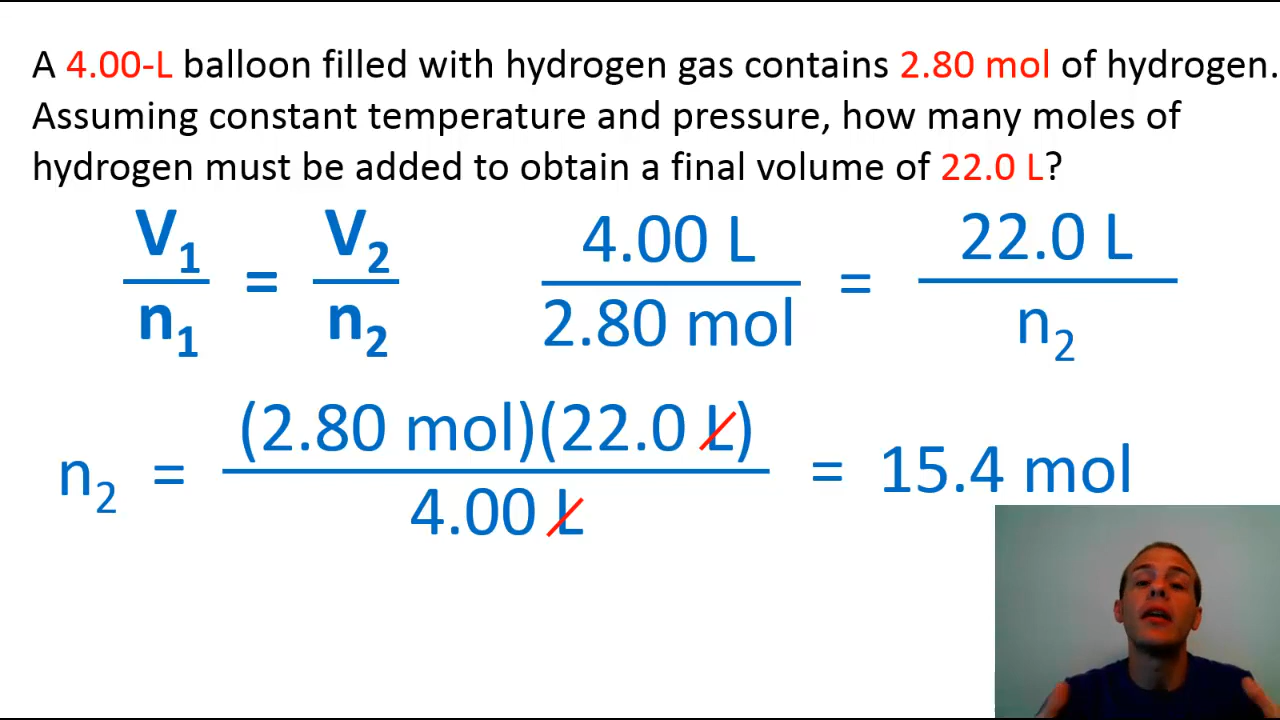 A 4.00-L balloon filled with hydrogen gas contains 2.80 mol of hydrogen.
Assuming constant temperature and pressure, how many moles of
hydrogen must be added to obtain a final volume of 22.0 L?
V₁ / n₁ = V₂ / n₂
4.00 L / 2.80 mol = 22.0 L / n₂
n₂ = (2.80 mol)(22.0 L) / 4.00 L = 15.4 mol